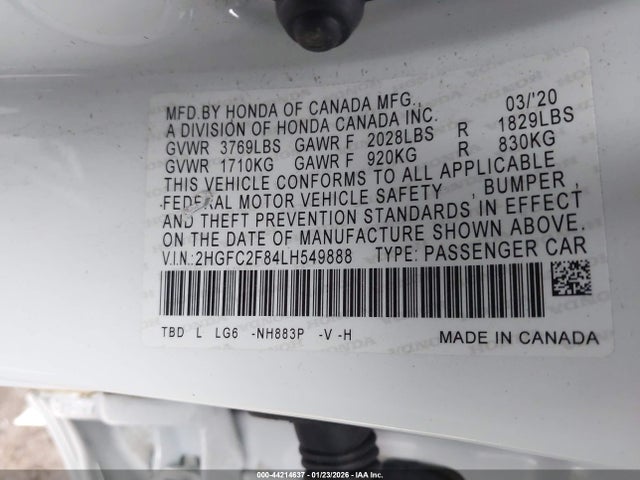 MFD.BY HONDA OF CANADA MFG., 03/'20
A DIVISION OF HONDA CANADA INC.
GVWR 3769LBS GAWR F 2028LBS R 1829LBS
GVWR 1710KG GAWR F 920KG R 830KG
THIS VEHICLE CONFORMS TO ALL APPLICABLE
FEDERAL MOTOR VEHICLE SAFETY , BUMPER ,
AND THEFT PREVENTION STANDARDS IN EFFECT
ON THE DATE OF MANUFACTURE SHOWN ABOVE.
V.I.N.:2HGFC2F84LH549888 TYPE: PASSENGER CAR
TBD L LG6 -NH883P -V -H
MADE IN CANADA
000-44214637 - 01/23/2026 - IAA Inc.